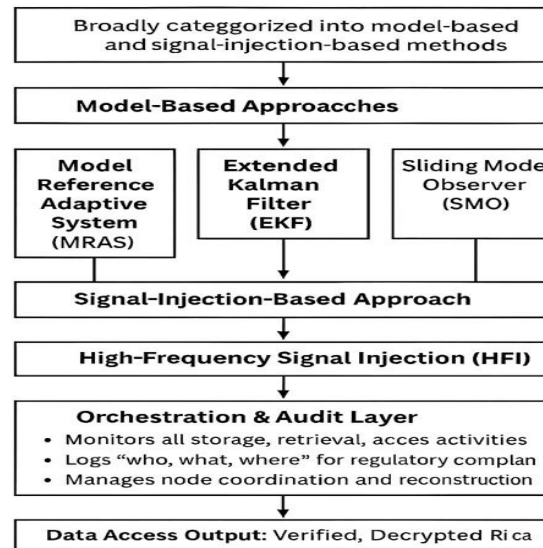 Broadly categgorized into model-based
and signal-injection-based methods
Model-Based Approacches
Model
Reference
Adaptive
System
(MRAS)
Extended
Kalman
Filter
(EKF)
Sliding Mode
Observer
(SMO)
Signal-Injection-Based Approach
High-Frequency Signal Injection (HFI)
Orchestration & Audit Layer
• Monitors all storage, retrieval, acces activities
• Logs “who, what, where” for regulatory complan
• Manages node coordination and reconstruction
Data Access Output: Verified, Decrypted Rica